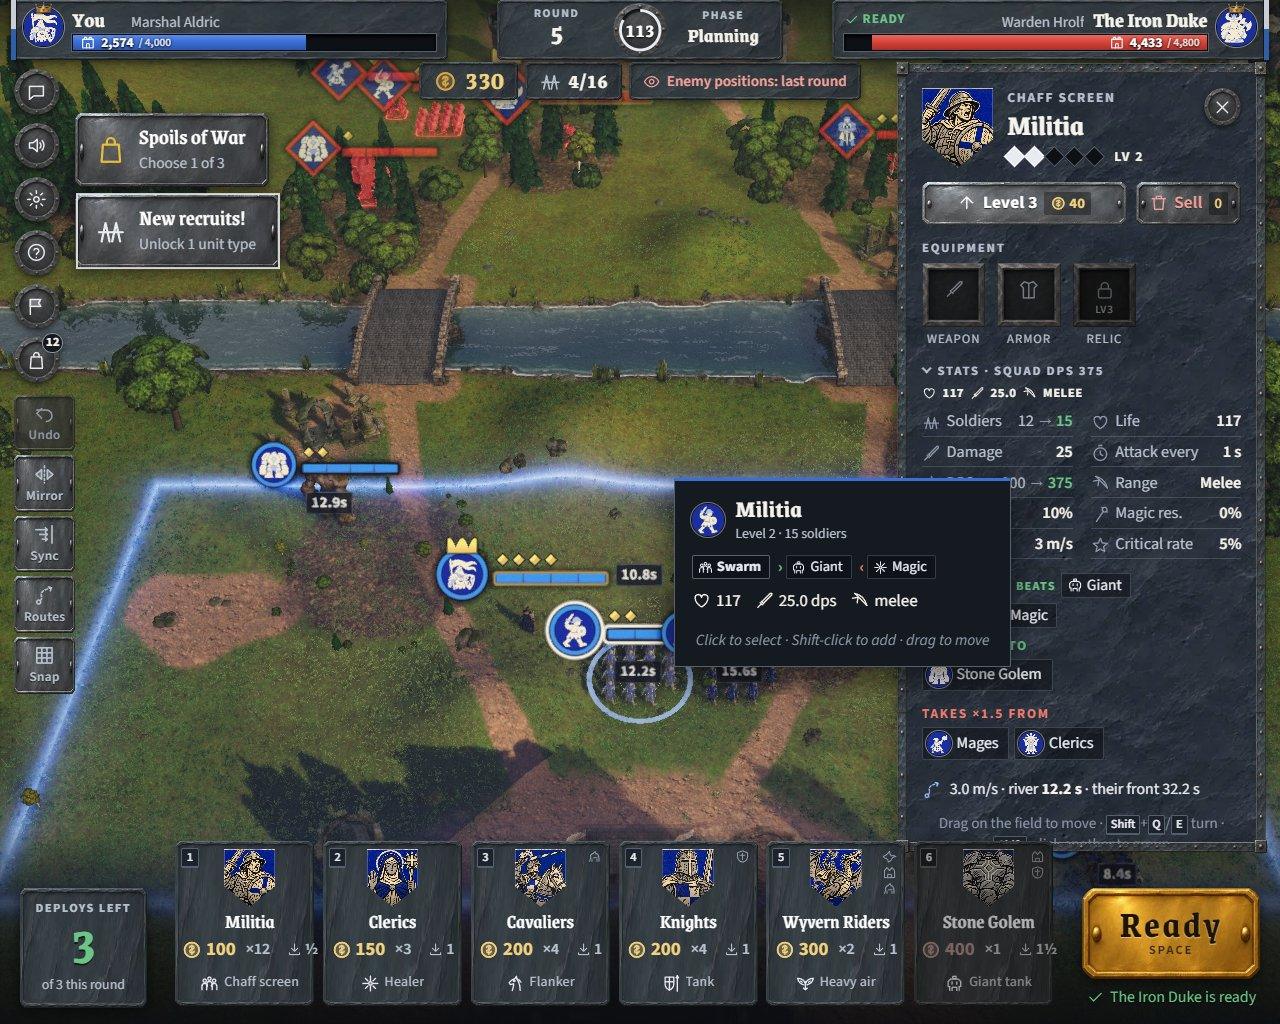 You Marshal Aldric
2,574 / 4,000
ROUND
5
113
PHASE
Planning
READY
Warden Hrolf The Iron Duke
4,433 / 4,800
330
4/16
Enemy positions: last round
Spoils of War
Choose 1 of 3
New recruits!
Unlock 1 unit type
12
Undo
Mirror
Sync
Routes
Snap
12.9s
10.8s
12.2s
15.6s
8.4s
CHAFF SCREEN
Militia
LV 2
Level 3 40
Sell 0
EQUIPMENT
LV3
WEAPON ARMOR RELIC
STATS · SQUAD DPS 375
117 25.0 MELEE
Soldiers 12 → 15
Life 117
Damage 25
Attack every 1 s
00 → 375
Range Melee
10%
Magic res. 0%
3 m/s
Critical rate 5%
BEATS Giant
Magic
TO
Stone Golem
TAKES ×1.5 FROM
Mages Clerics
3.0 m/s · river 12.2 s · their front 32.2 s
Drag on the field to move · Shift + Q / E turn ·
Militia
Level 2 · 15 soldiers
Swarm › Giant ‹ Magic
117 25.0 dps melee
Click to select · Shift-click to add · drag to move
DEPLOYS LEFT
3
of 3 this round
1
Militia
100 ×12 ½
Chaff screen
2
Clerics
150 ×3 1
Healer
3
Cavaliers
200 ×4 1
Flanker
4
Knights
200 ×4 1
Tank
5
Wyvern Riders
300 ×2 1
Heavy air
6
Stone Golem
400 ×1 1½
Giant tank
Ready
SPACE
The Iron Duke is ready